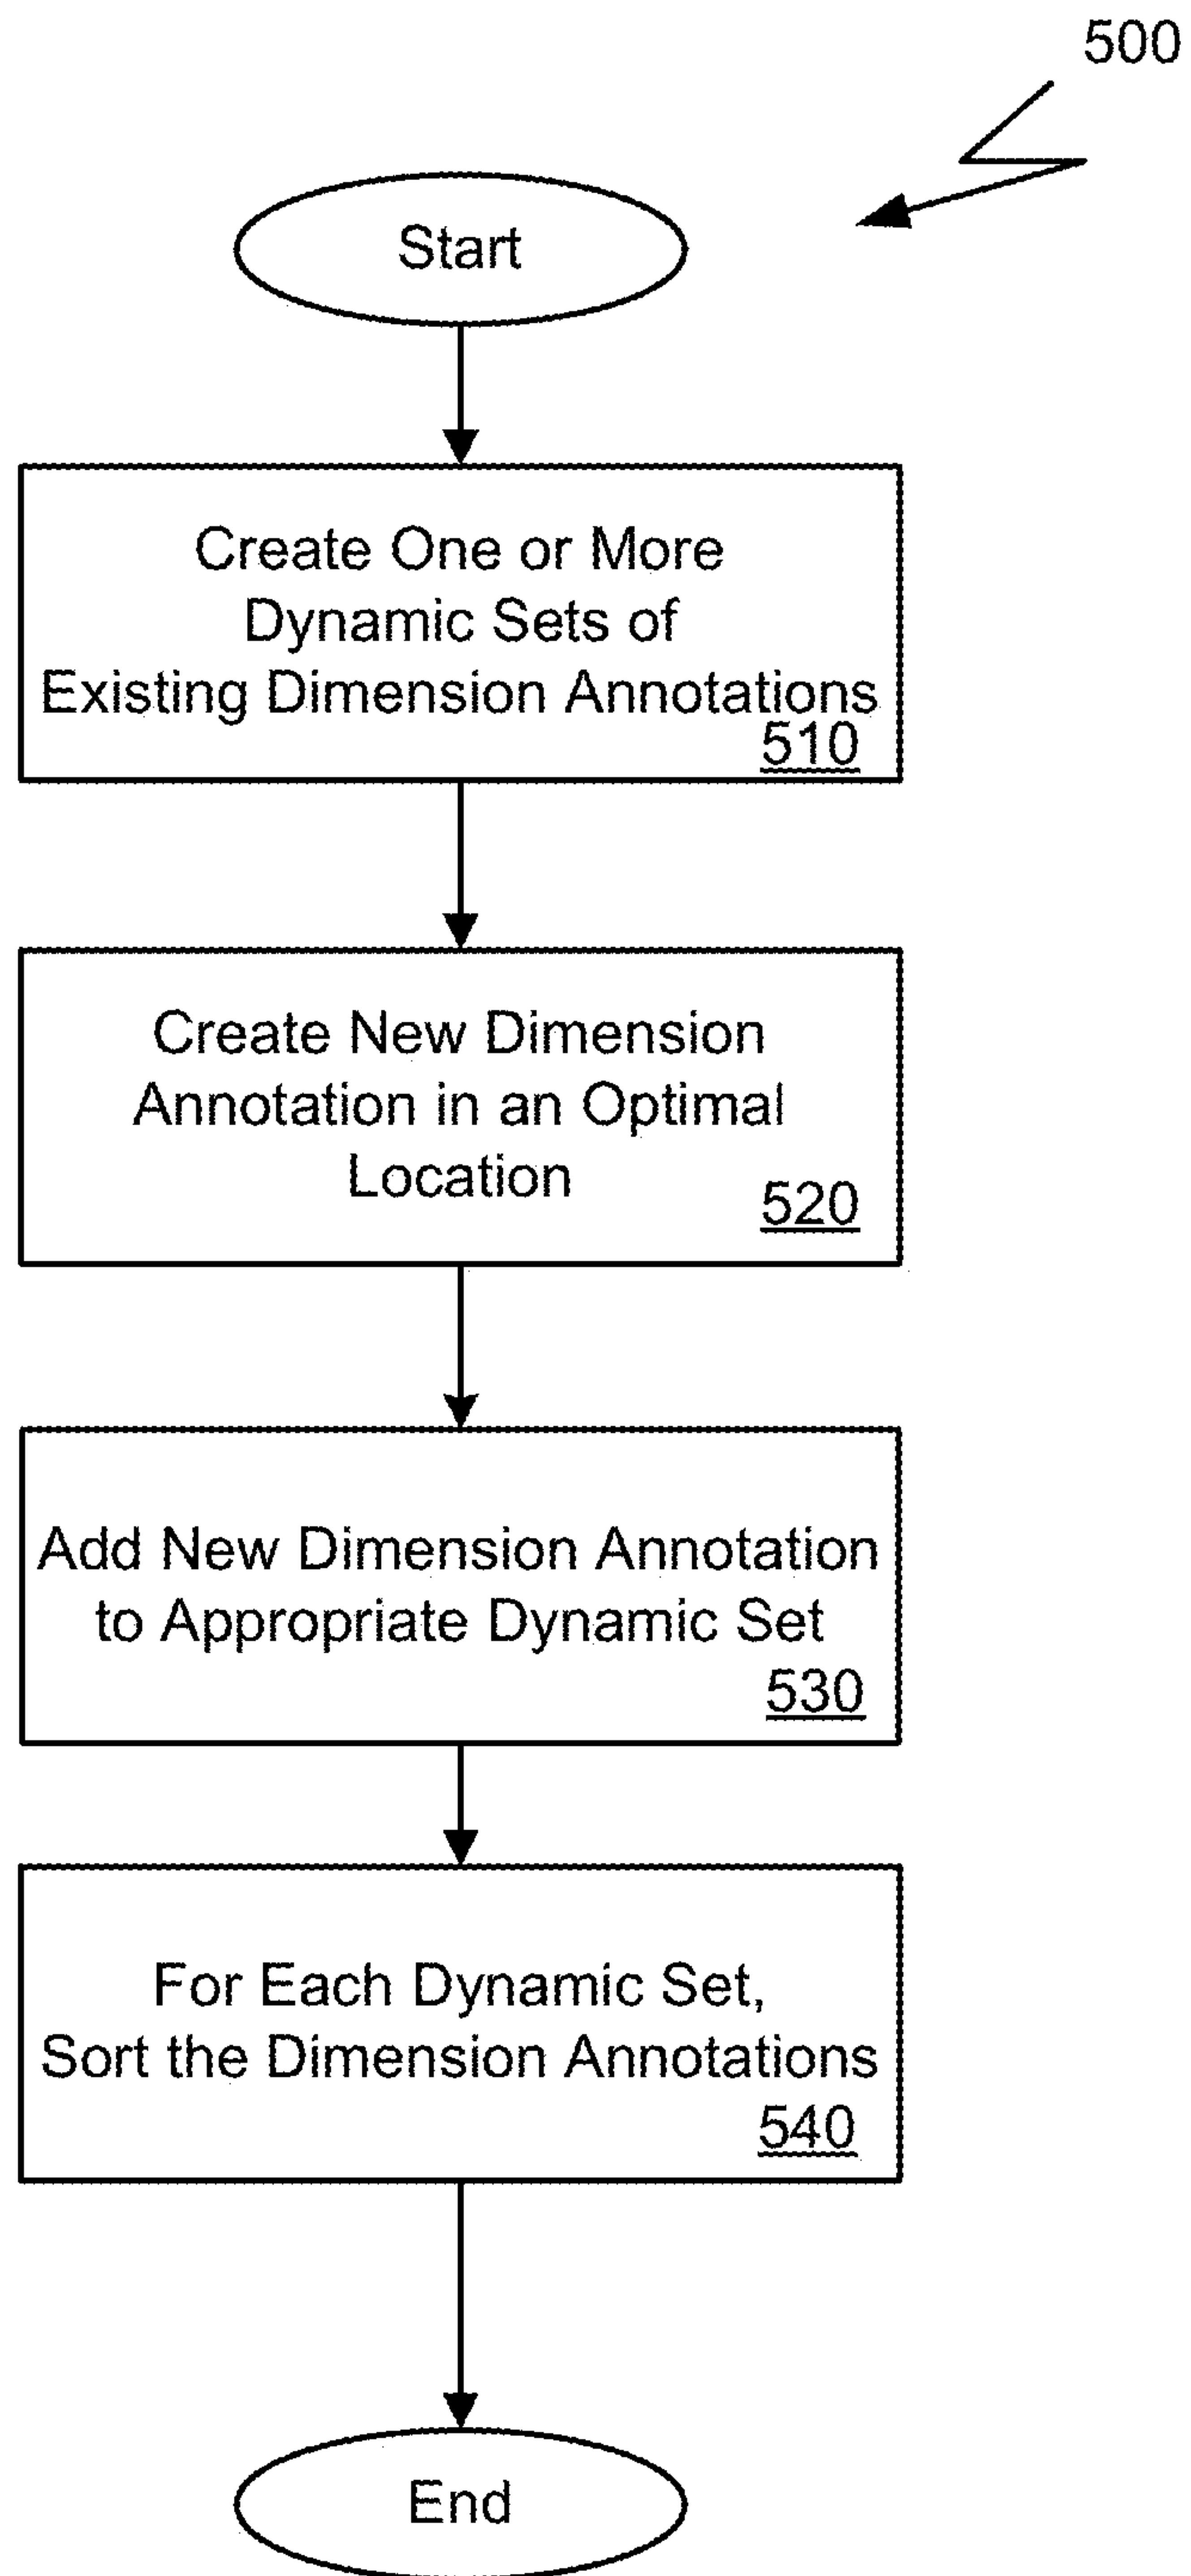 500
Start
Create One or More
Dynamic Sets of
Existing Dimension Annotations
510
Create New Dimension
Annotation in an Optimal
Location
520
Add New Dimension Annotation
to Appropriate Dynamic Set
530
For Each Dynamic Set,
Sort the Dimension Annotations
540
End